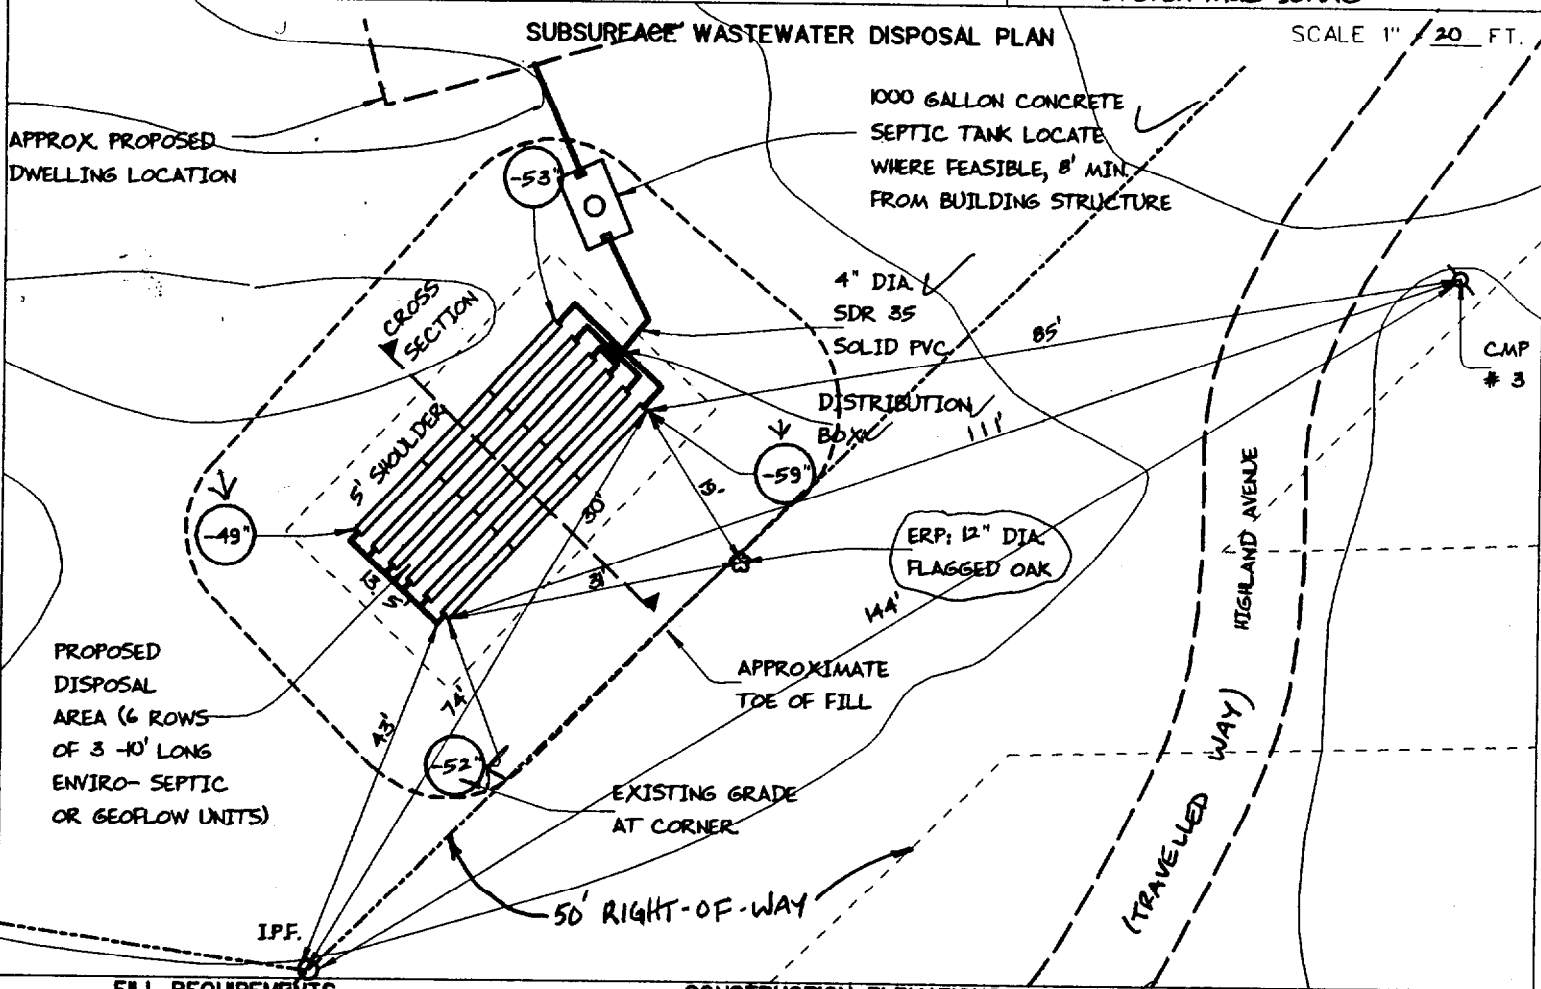 SUBSURFACE WASTEWATER DISPOSAL PLAN
SCALE 1" = 20 FT.
APPROX. PROPOSED
DWELLING LOCATION
1000 GALLON CONCRETE
SEPTIC TANK LOCATE
WHERE FEASIBLE, 8' MIN.
FROM BUILDING STRUCTURE
-53"
CROSS
SECTION
4" DIA.
SDR 35
SOLID PVC
85'
CMP
# 3
DISTRIBUTION
BOX
111'
5' SHOULDER
-59"
-49"
30'
19'
31'
13.5'
ERP: 12" DIA.
FLAGGED OAK
144'
HIGHLAND AVENUE
(TRAVELLED WAY)
PROPOSED
DISPOSAL
AREA (6 ROWS
OF 3 -10' LONG
ENVIRO-SEPTIC
OR GEOFLOW UNITS)
43'
74'
-52"
APPROXIMATE
TOE OF FILL
EXISTING GRADE
AT CORNER
50' RIGHT-OF-WAY
I.P.F.
FILL REQUIREMENTS